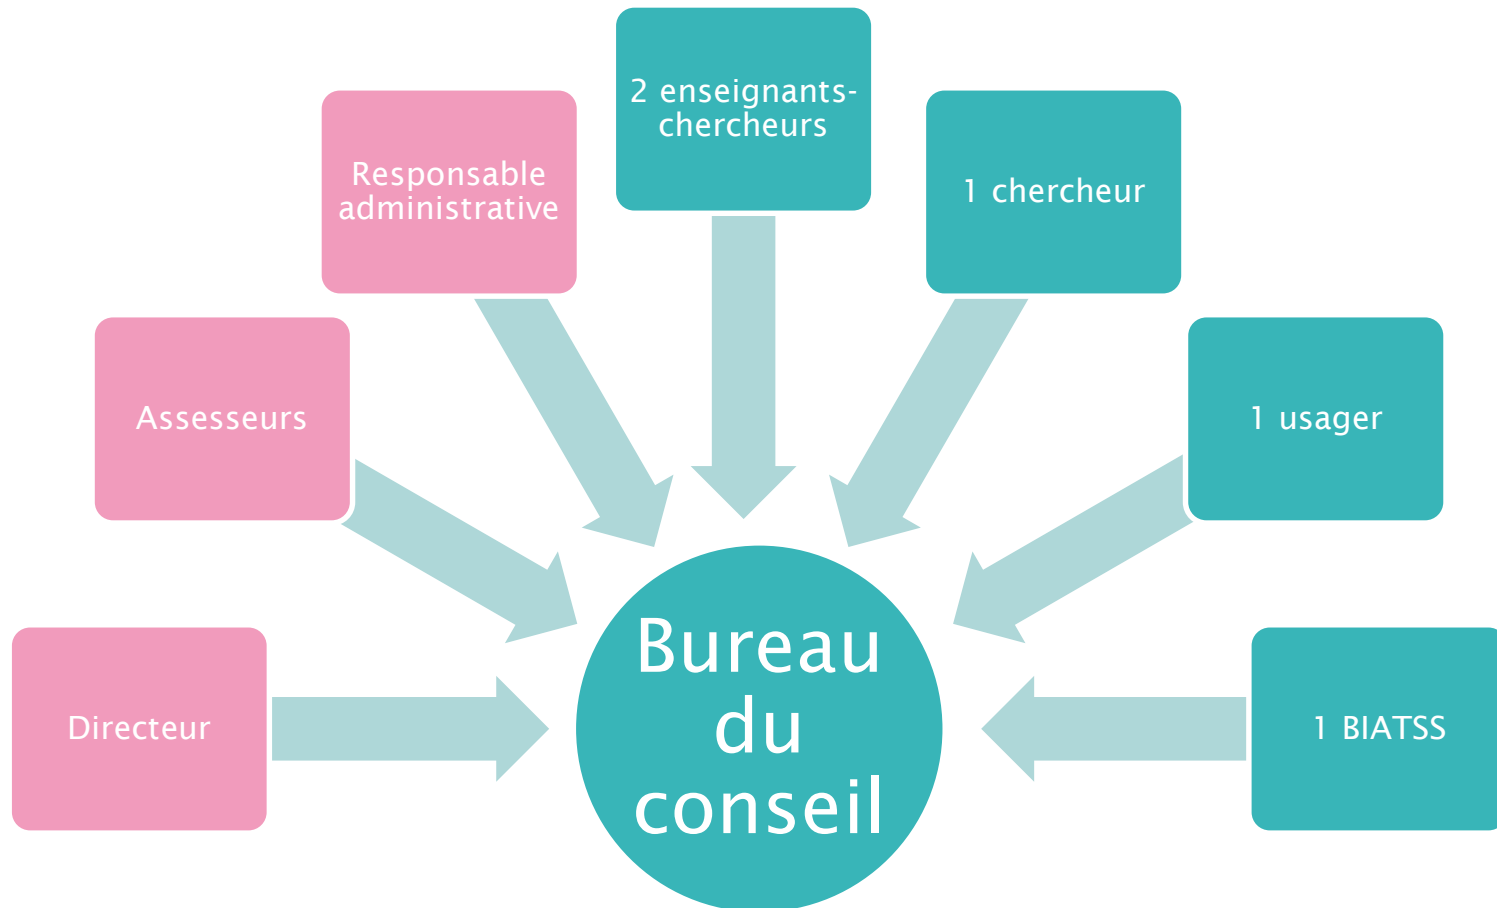 2 enseignants-
chercheurs
Responsable
administrative
1 chercheur
Assesseurs
1 usager
Directeur
1 BIATSS
Bureau
du
conseil